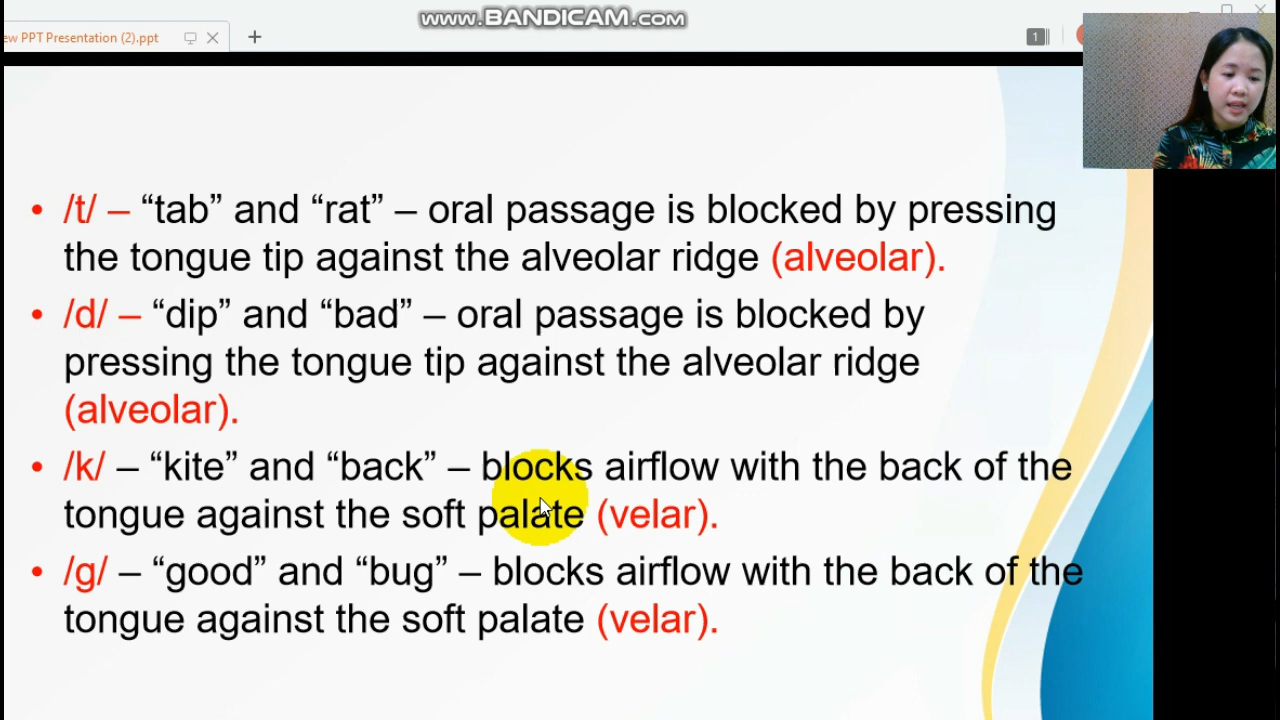 www.BANDICAM.com
ew PPT Presentation (2).ppt
1
• /t/ – “tab” and “rat” – oral passage is blocked by pressing
the tongue tip against the alveolar ridge (alveolar).
• /d/ – “dip” and “bad” – oral passage is blocked by
pressing the tongue tip against the alveolar ridge
(alveolar).
• /k/ – “kite” and “back” – blocks airflow with the back of the
tongue against the soft palate (velar).
• /g/ – “good” and “bug” – blocks airflow with the back of the
tongue against the soft palate (velar).